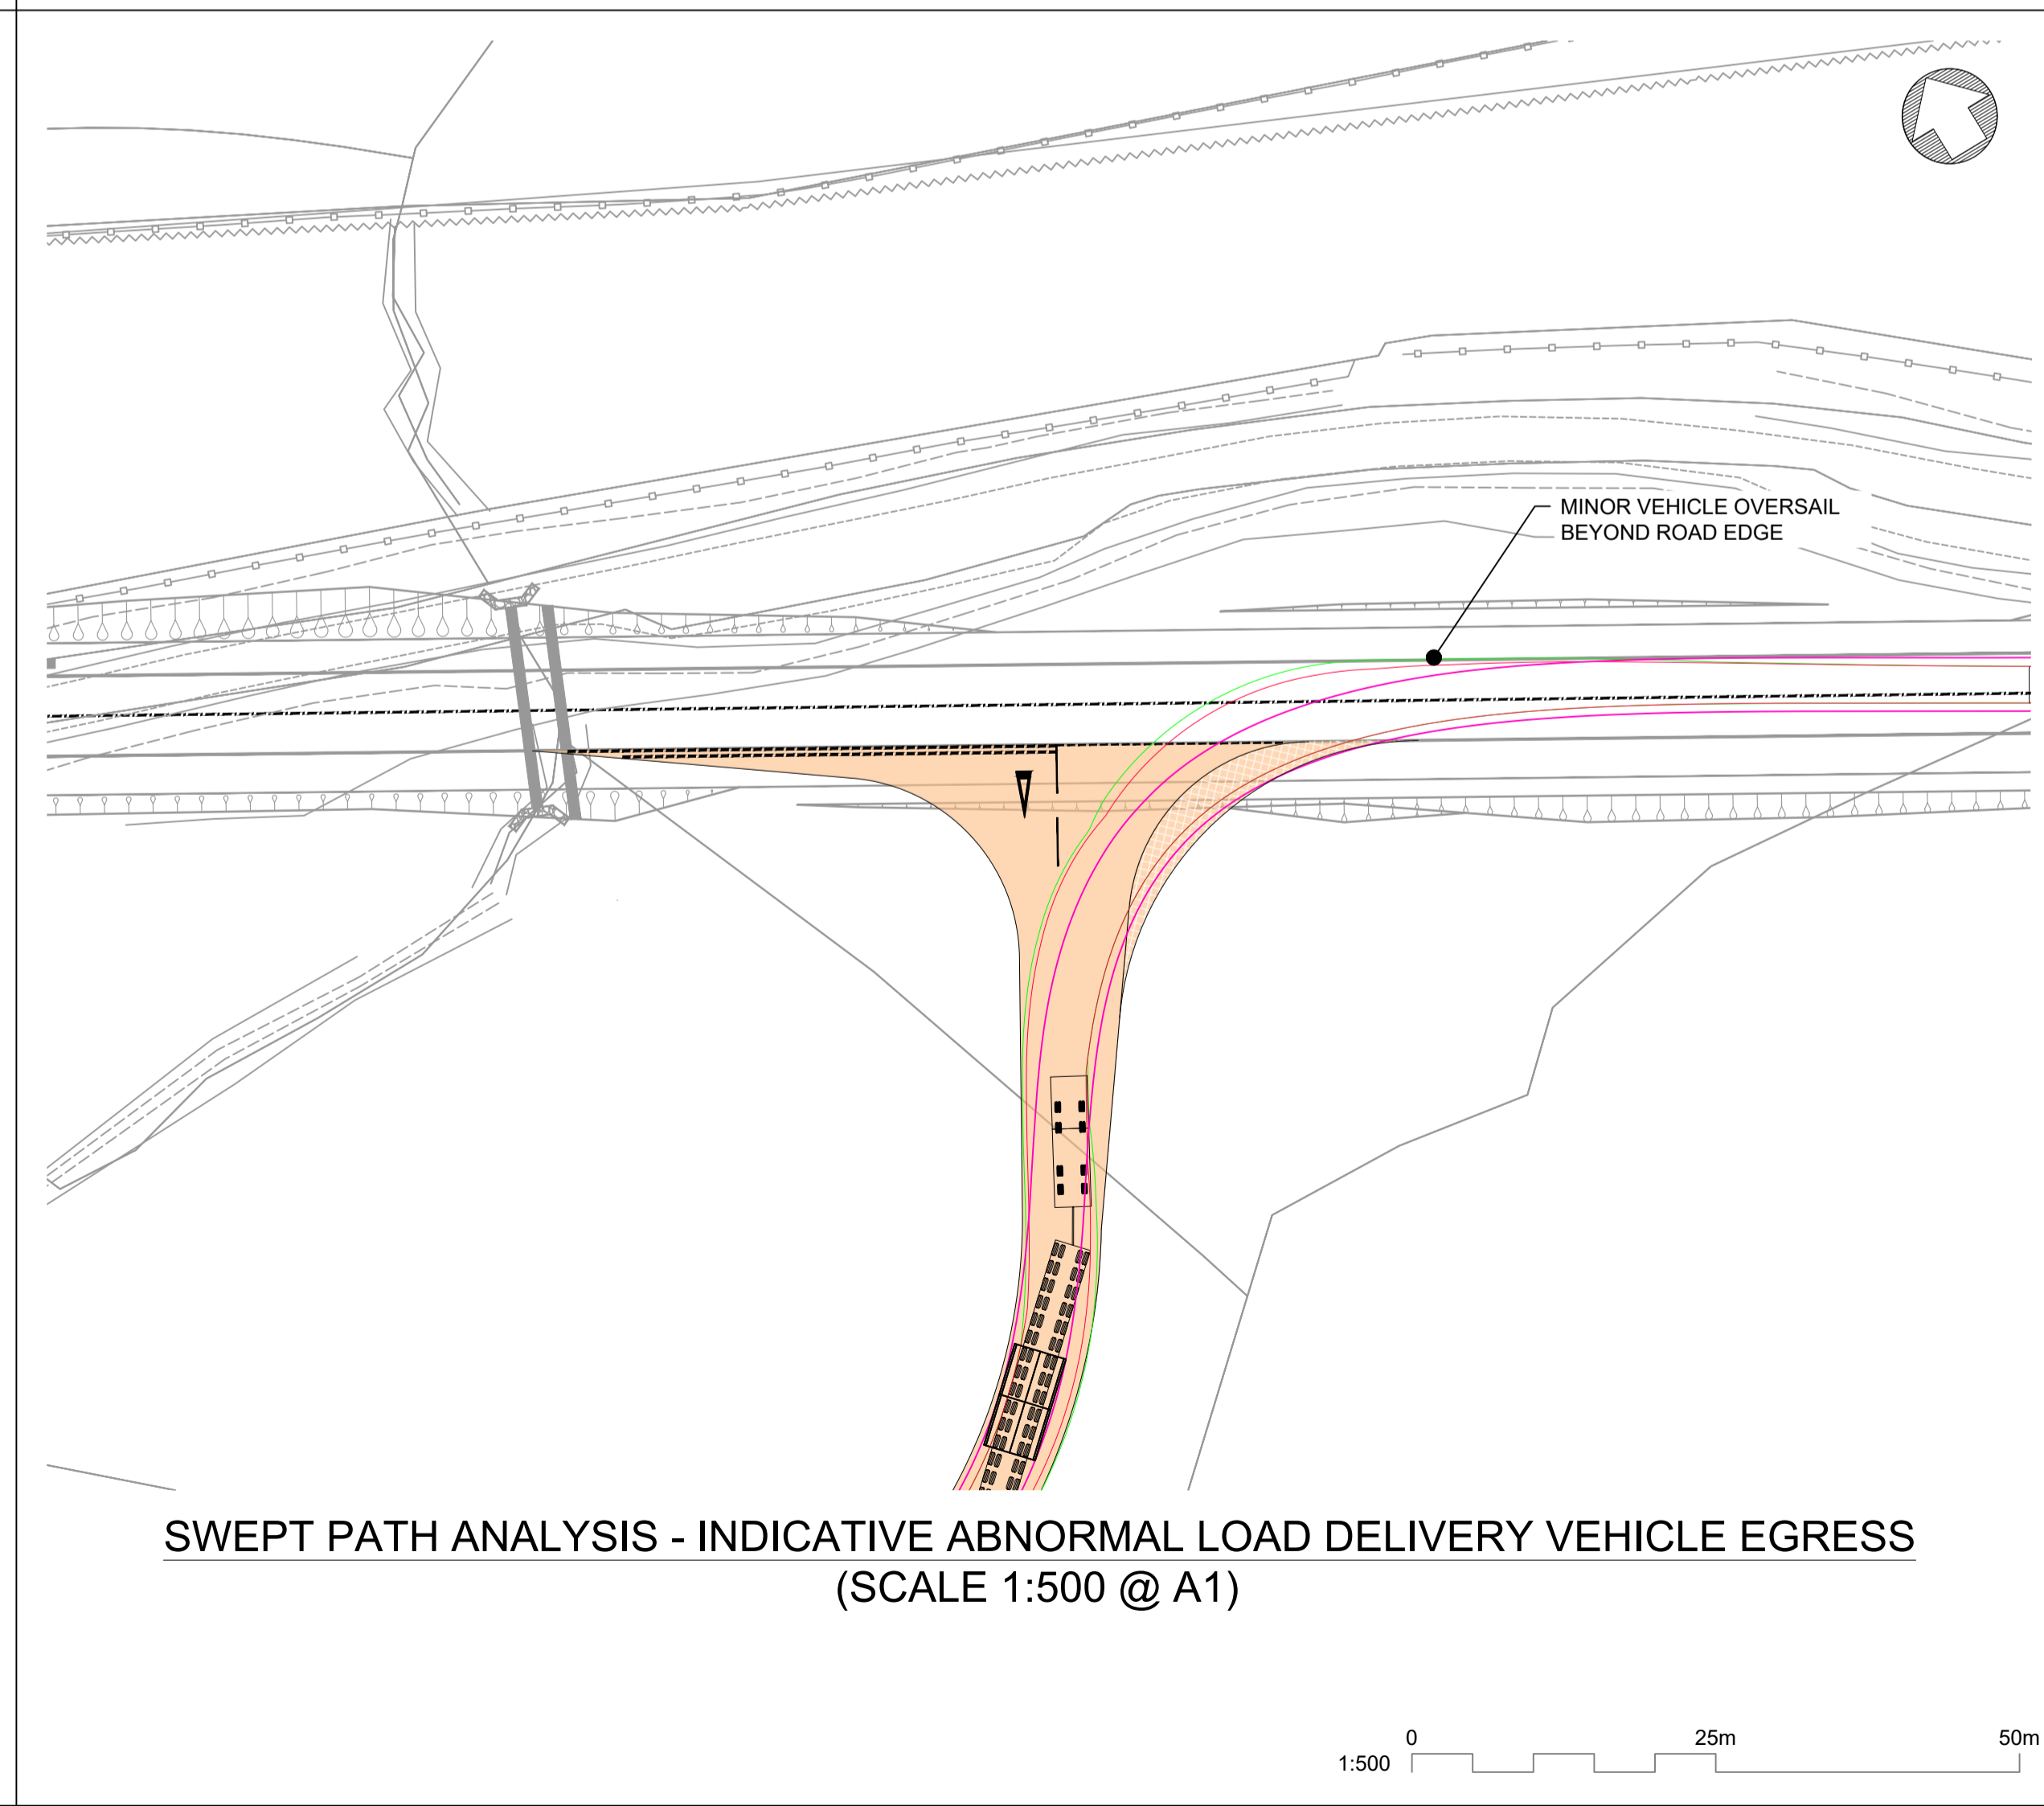 MINOR VEHICLE OVERSAIL
BEYOND ROAD EDGE
SWEPT PATH ANALYSIS - INDICATIVE ABNORMAL LOAD DELIVERY VEHICLE EGRESS
(SCALE 1:500 @ A1)
0 25m 50m
1:500